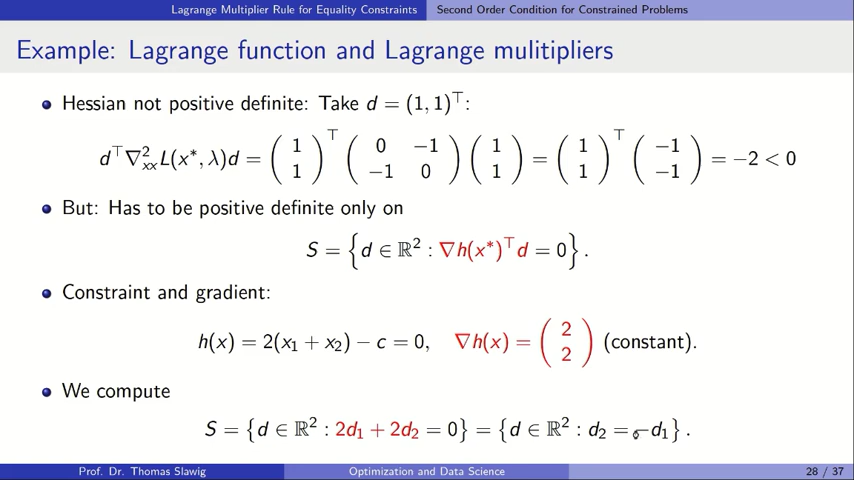 Lagrange Multiplier Rule for Equality Constraints Second Order Condition for Constrained Problems
Example: Lagrange function and Lagrange mulitipliers
Hessian not positive definite: Take d = (1, 1)⊤:
d⊤∇²ₓₓL(x*, λ)d = (1 1)⊤ (0 −1 −1 0) (1 1) = (1 1)⊤ (−1 −1) = −2 < 0
But: Has to be positive definite only on
S = {d ∈ ℝ² : ∇h(x*)⊤d = 0}.
Constraint and gradient:
h(x) = 2(x₁ + x₂) − c = 0, ∇h(x) = (2 2) (constant).
We compute
S = {d ∈ ℝ² : 2d₁ + 2d₂ = 0} = {d ∈ ℝ² : d₂ = −d₁}.
Prof. Dr. Thomas Slawig Optimization and Data Science 28 / 37